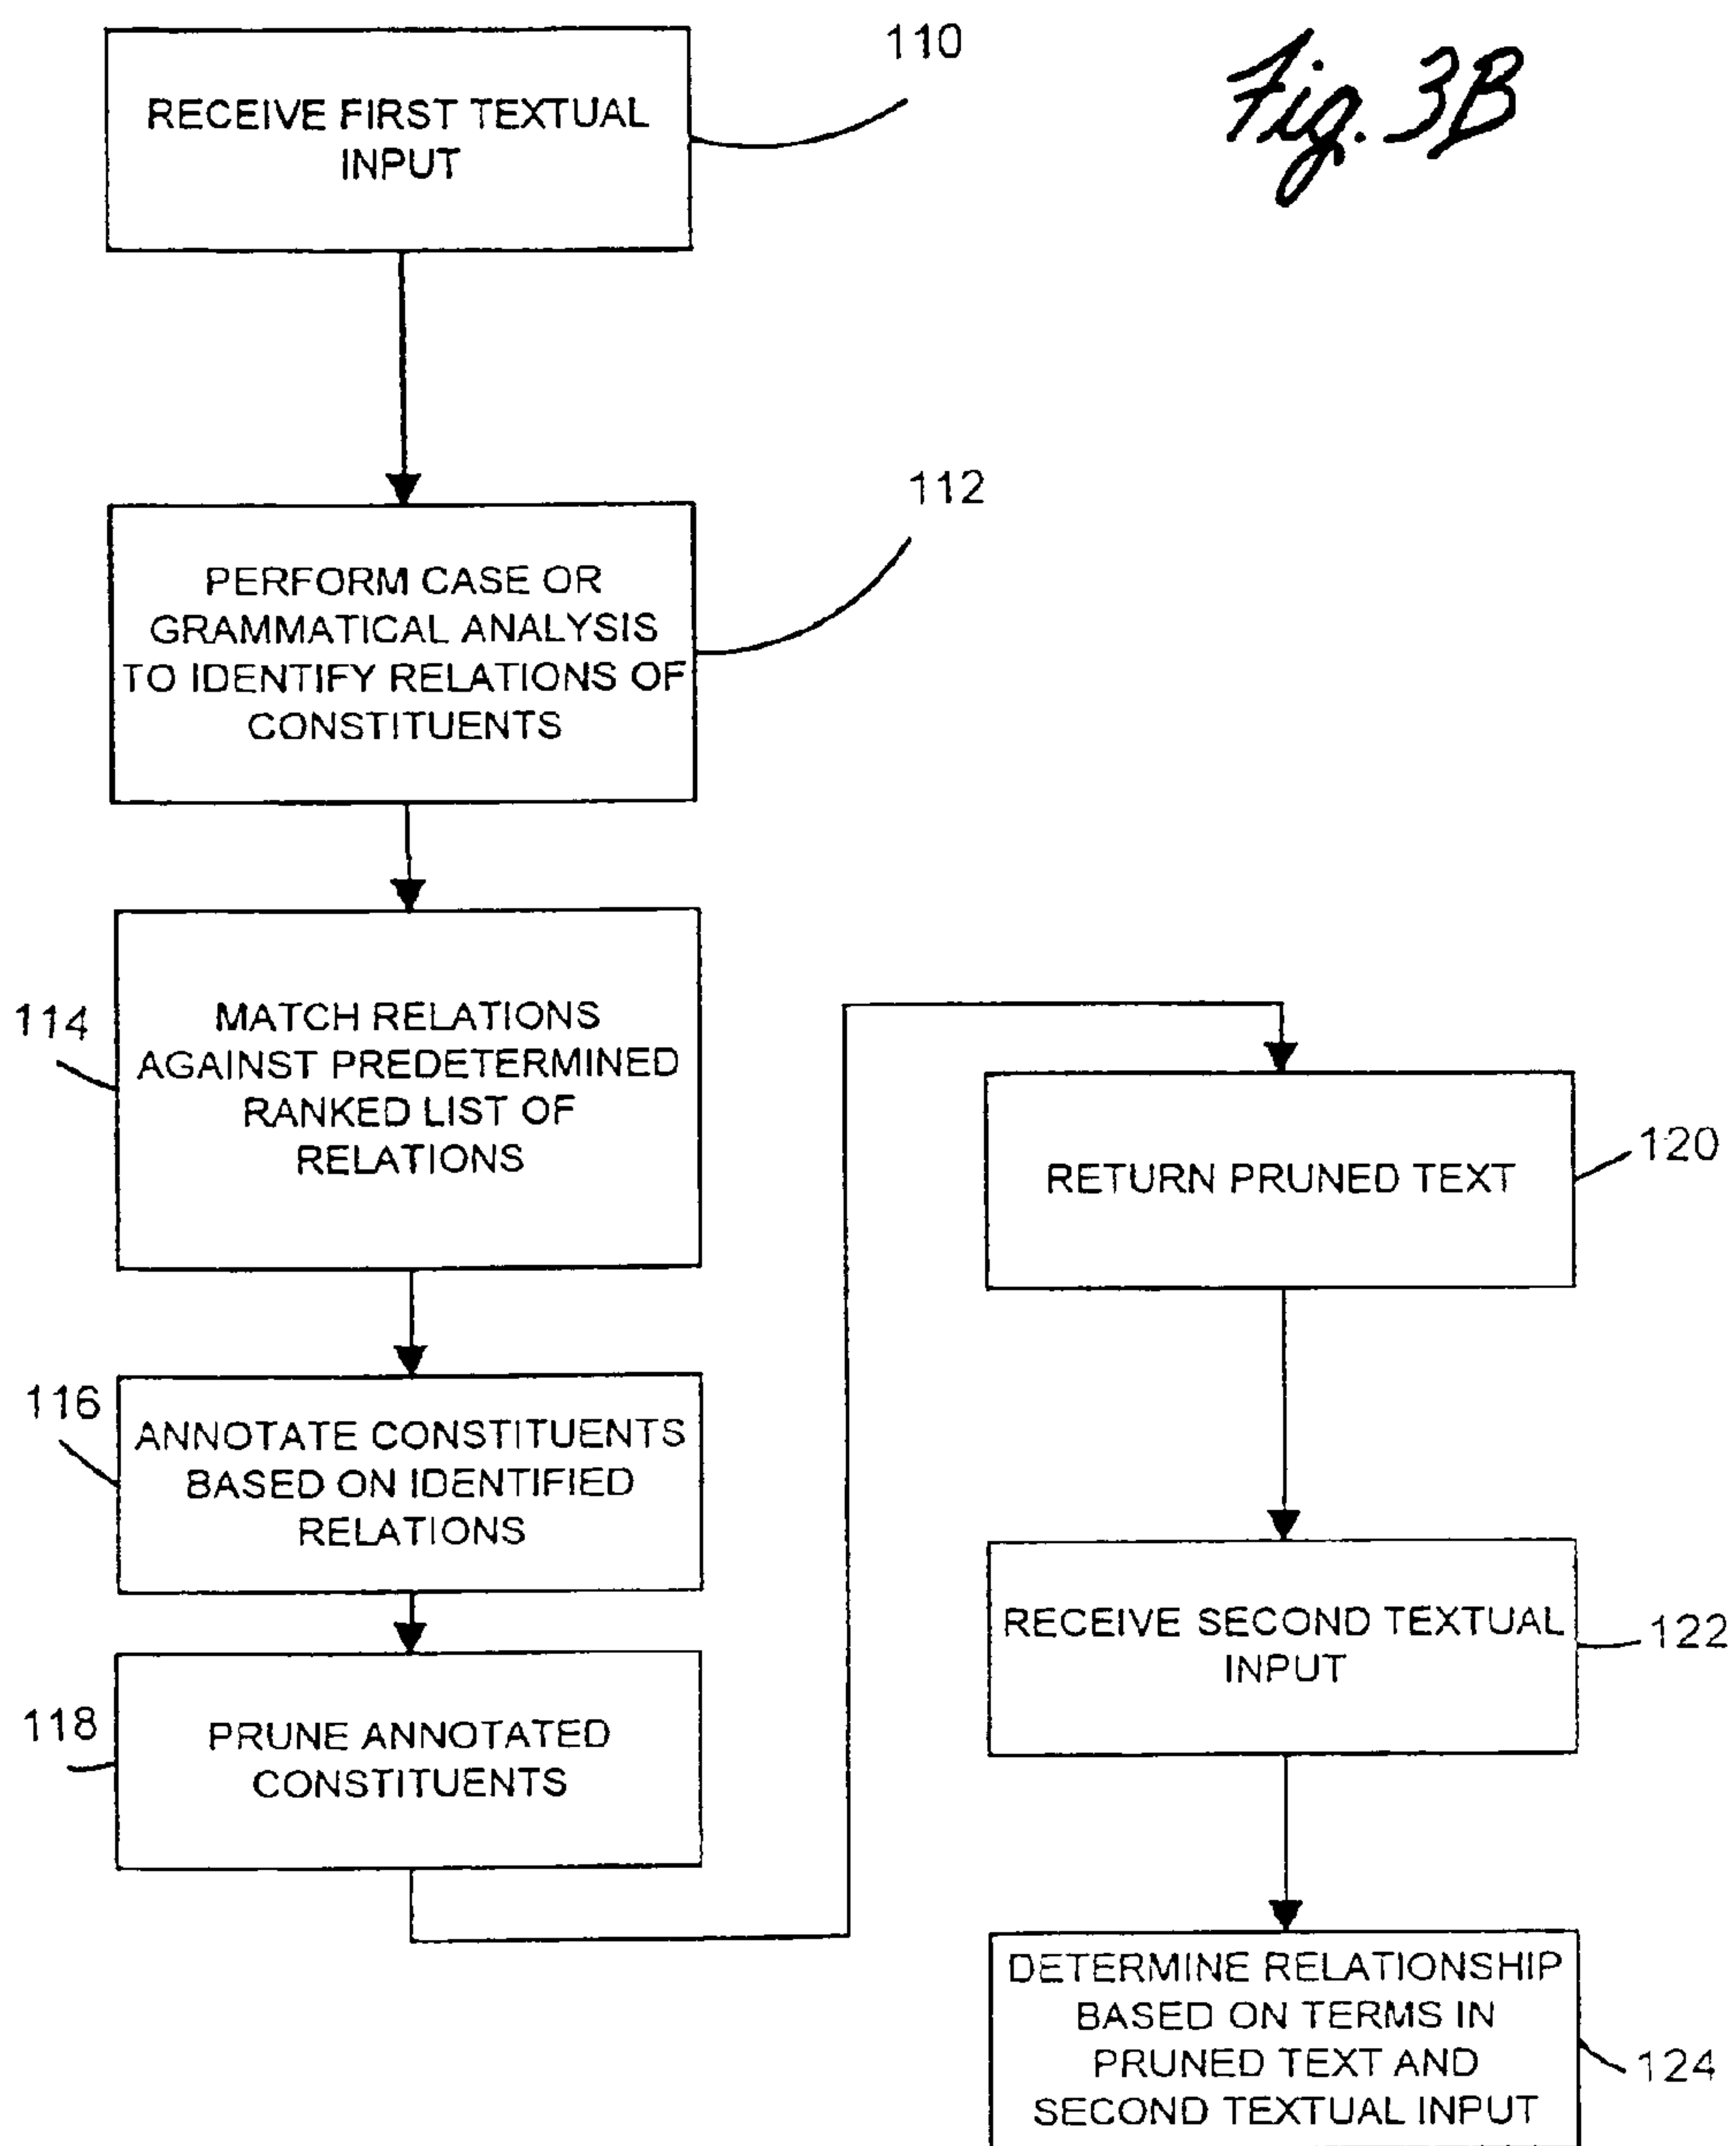 Fig. 3B
110
RECEIVE FIRST TEXTUAL
INPUT
112
PERFORM CASE OR
GRAMMATICAL ANALYSIS
TO IDENTIFY RELATIONS OF
CONSTITUENTS
114
MATCH RELATIONS
AGAINST PREDETERMINED
RANKED LIST OF
RELATIONS
116
ANNOTATE CONSTITUENTS
BASED ON IDENTIFIED
RELATIONS
118
PRUNE ANNOTATED
CONSTITUENTS
120
RETURN PRUNED TEXT
122
RECEIVE SECOND TEXTUAL
INPUT
124
DETERMINE RELATIONSHIP
BASED ON TERMS IN
PRUNED TEXT AND
SECOND TEXTUAL INPUT